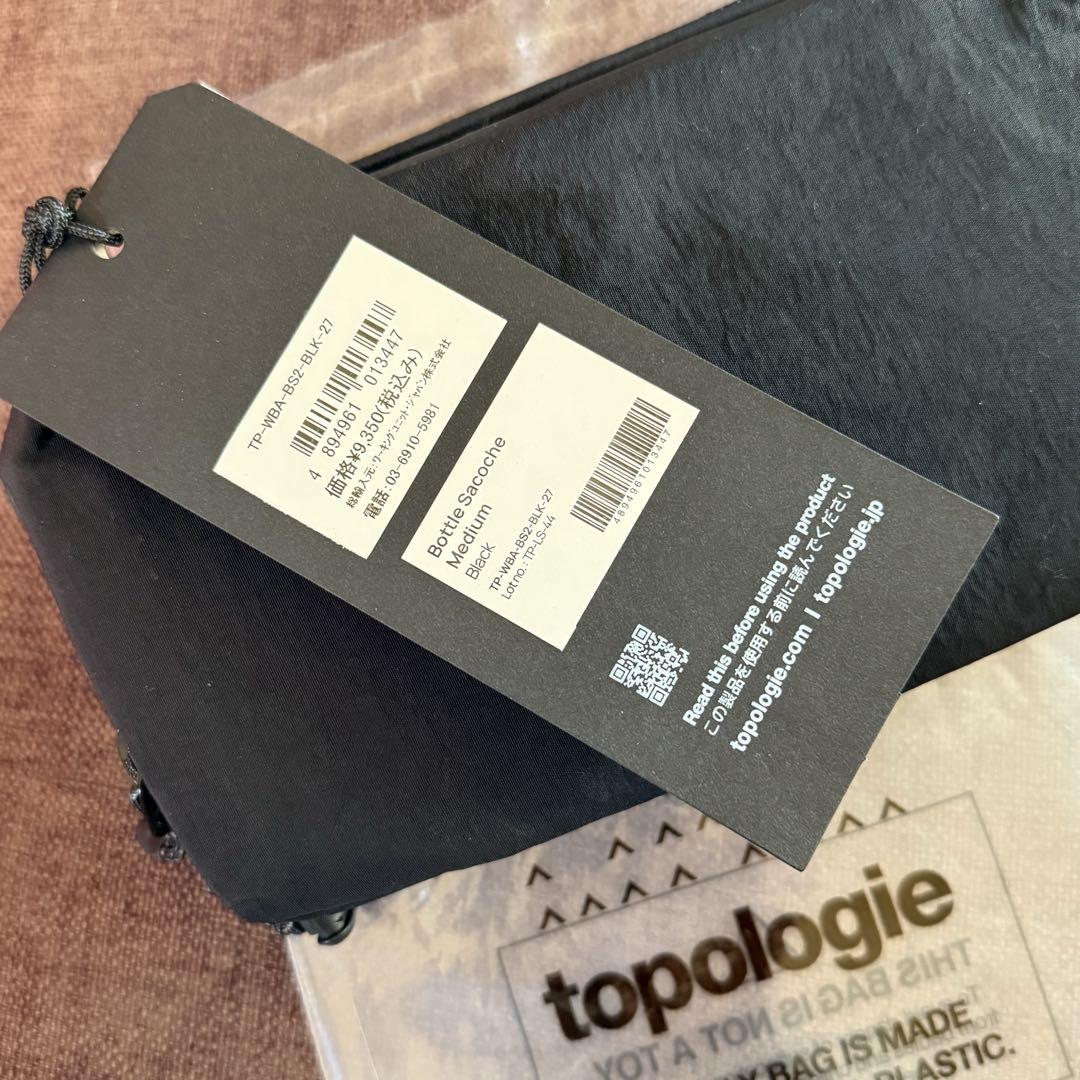 TP-WBA-BS2-BLK-27
4 894961 013447
価格¥9,350(税込み)
総輸入元:ワーキングユニット・ジャパン株式会社
電話:03-6910-5981
Bottle Sacoche
Medium
Black
TP-WBA-BS2-BLK-27
Lot no.: TP-LS-44
4894961013447
Read this before using the product
この製品を使用する前に読んでください
topologie.com | topologie.jp
topologie
THIS BAG IS
NOT A TOY
BAG IS MADE
PLASTIC.